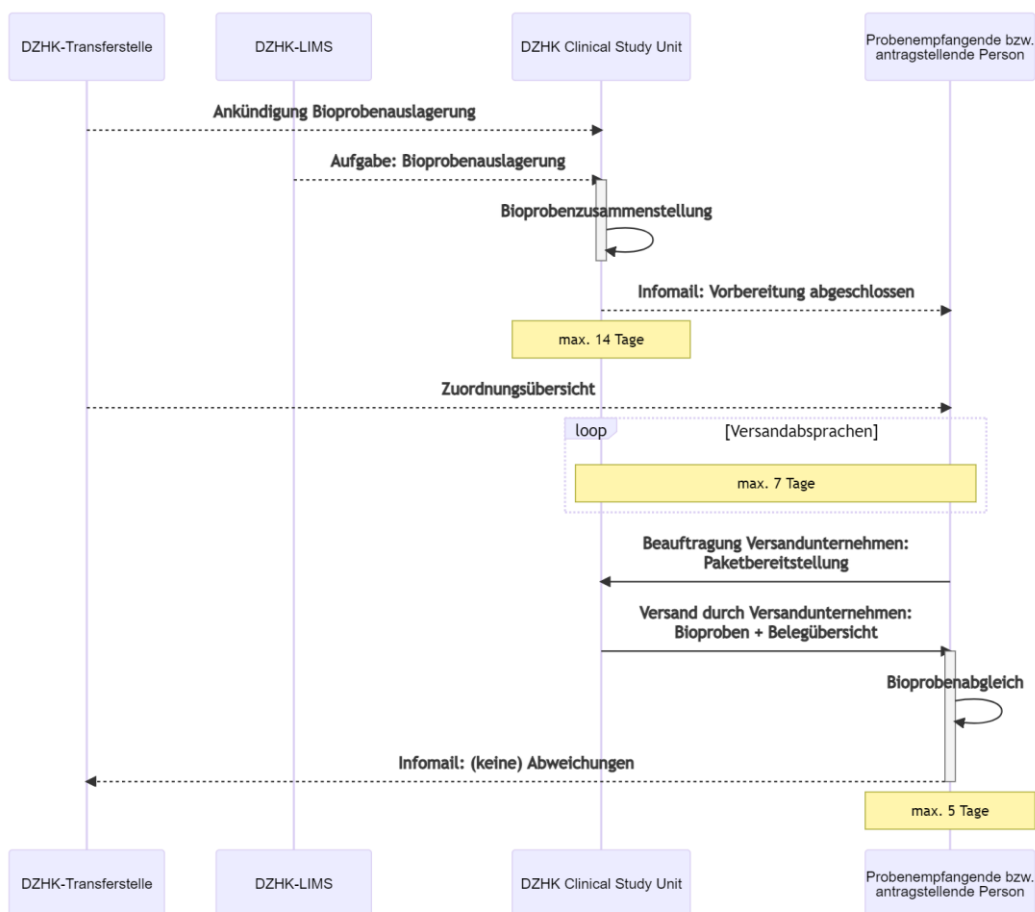 DZHK-Transferstelle
DZHK-LIMS
DZHK Clinical Study Unit
Probenempfangende bzw.
antragstellende Person
Ankündigung Bioprobenauslagerung
Aufgabe: Bioprobenauslagerung
Bioprobenzusammenstellung
Infomail: Vorbereitung abgeschlossen
max. 14 Tage
Zuordnungsübersicht
loop
[Versandabsprachen]
max. 7 Tage
Beauftragung Versandunternehmen:
Paketbereitstellung
Versand durch Versandunternehmen:
Bioproben + Belegübersicht
Bioprobenabgleich
Infomail: (keine) Abweichungen
max. 5 Tage
DZHK-Transferstelle
DZHK-LIMS
DZHK Clinical Study Unit
Probenempfangende bzw.
antragstellende Person